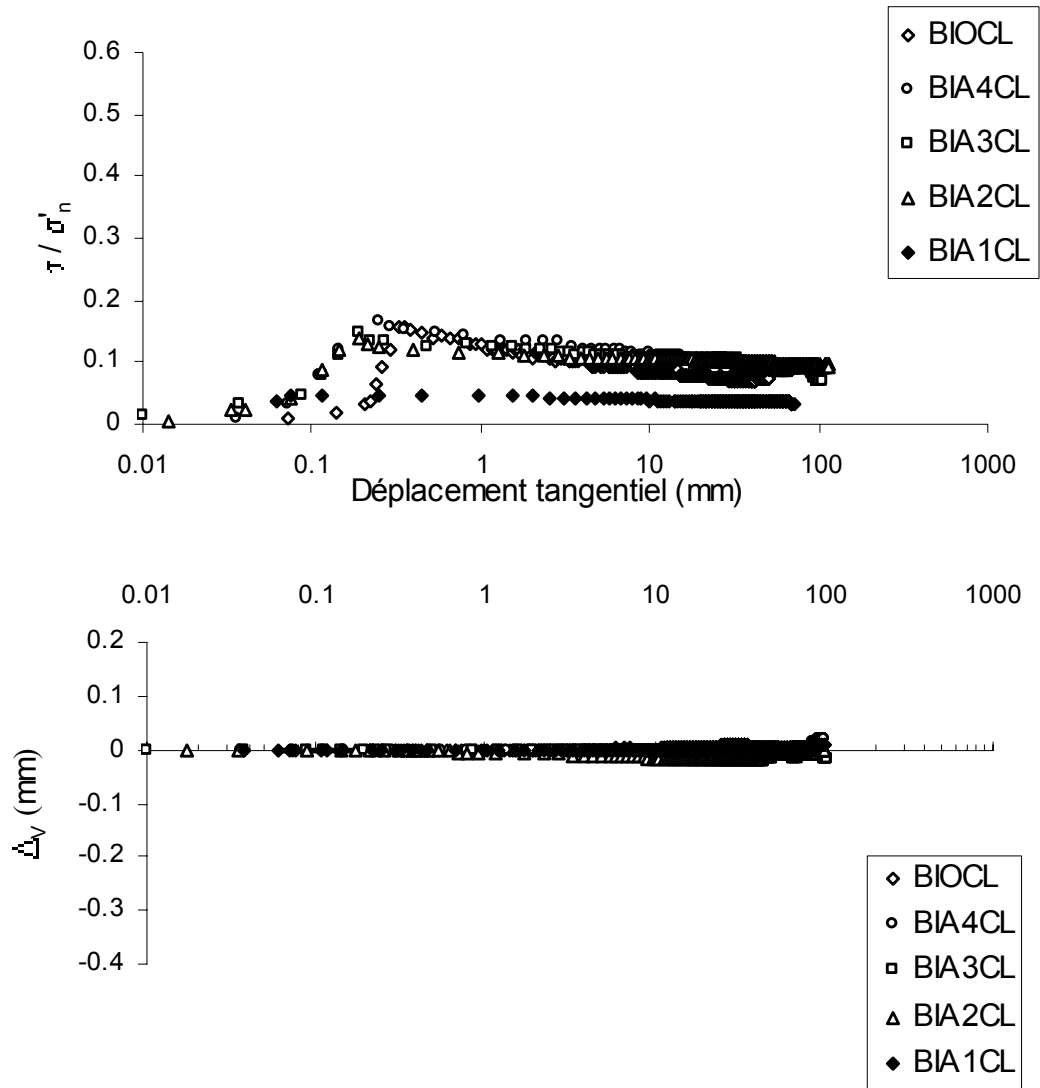 BIOCL
BIA4CL
BIA3CL
BIA2CL
BIA1CL
0.6
0.5
0.4
0.3
0.2
0.1
0
τ / σ'n
0.01 0.1 1 10 100 1000
Déplacement tangentiel (mm)
0.01 0.1 1 10 100 1000
0.2
0.1
0
-0.1
-0.2
-0.3
-0.4
Δv (mm)
BIOCL
BIA4CL
BIA3CL
BIA2CL
BIA1CL